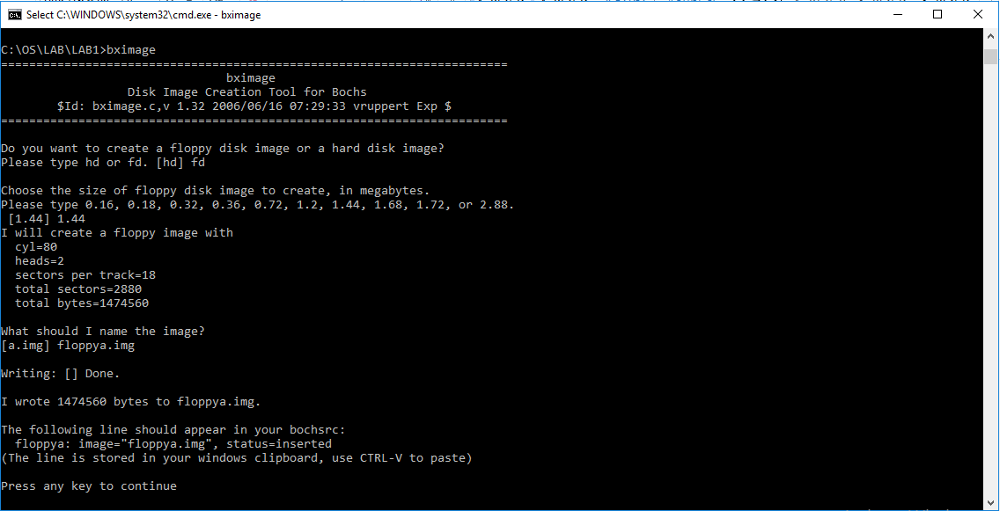 Select C:\WINDOWS\system32\cmd.exe - bximage
C:\OS\LAB\LAB1>bximage
========================================================================
bximage
Disk Image Creation Tool for Bochs
$Id: bximage.c,v 1.32 2006/06/16 07:29:33 vruppert Exp $
========================================================================
Do you want to create a floppy disk image or a hard disk image?
Please type hd or fd. [hd] fd
Choose the size of floppy disk image to create, in megabytes.
Please type 0.16, 0.18, 0.32, 0.36, 0.72, 1.2, 1.44, 1.68, 1.72, or 2.88.
[1.44] 1.44
I will create a floppy image with
cyl=80
heads=2
sectors per track=18
total sectors=2880
total bytes=1474560
What should I name the image?
[a.img] floppya.img
Writing: [] Done.
I wrote 1474560 bytes to floppya.img.
The following line should appear in your bochsrc:
floppya: image="floppya.img", status=inserted
(The line is stored in your windows clipboard, use CTRL-V to paste)
Press any key to continue